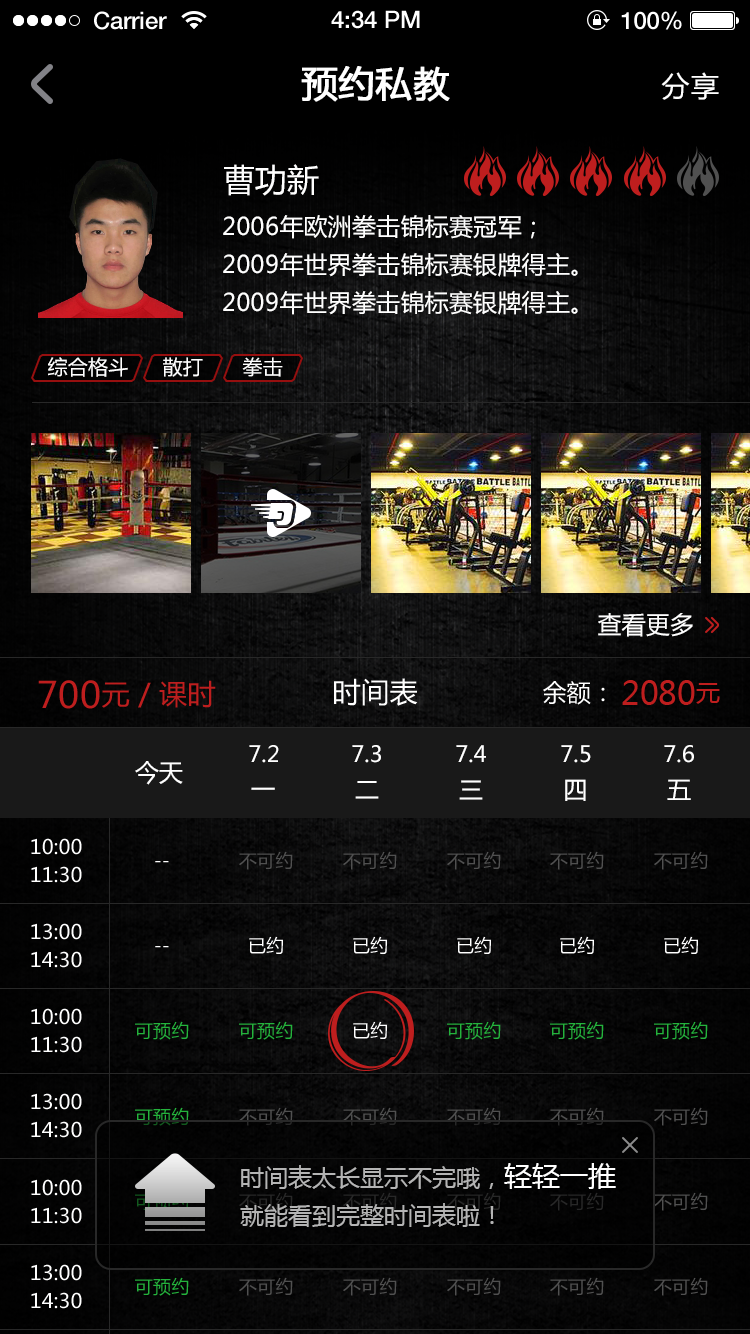 Carrier 4:34 PM 100%
预约私教 分享
曹功新
2006年欧洲拳击锦标赛冠军；
2009年世界拳击锦标赛银牌得主。
2009年世界拳击锦标赛银牌得主。
综合格斗 散打 拳击
BATTLE BATTLE BATTL BATTLE BATTLE BATTL
查看更多
700元 / 课时 时间表 余额： 2080元
今天 7.2 7.3 7.4 7.5 7.6
一 二 三 四 五
10:00 -- 不可约 不可约 不可约 不可约 不可约
11:30
13:00 -- 已约 已约 已约 已约 已约
14:30
10:00 可预约 可预约 已约 可预约 可预约 可预约
11:30
13:00 可预约 不可约 不可约 不可约 不可约 不可约
14:30
时间表太长显示不完哦，轻轻一推
就能看到完整时间表啦！
10:00 不可约
11:30
13:00 可预约 不可约 不可约 不可约 不可约 不可约
14:30